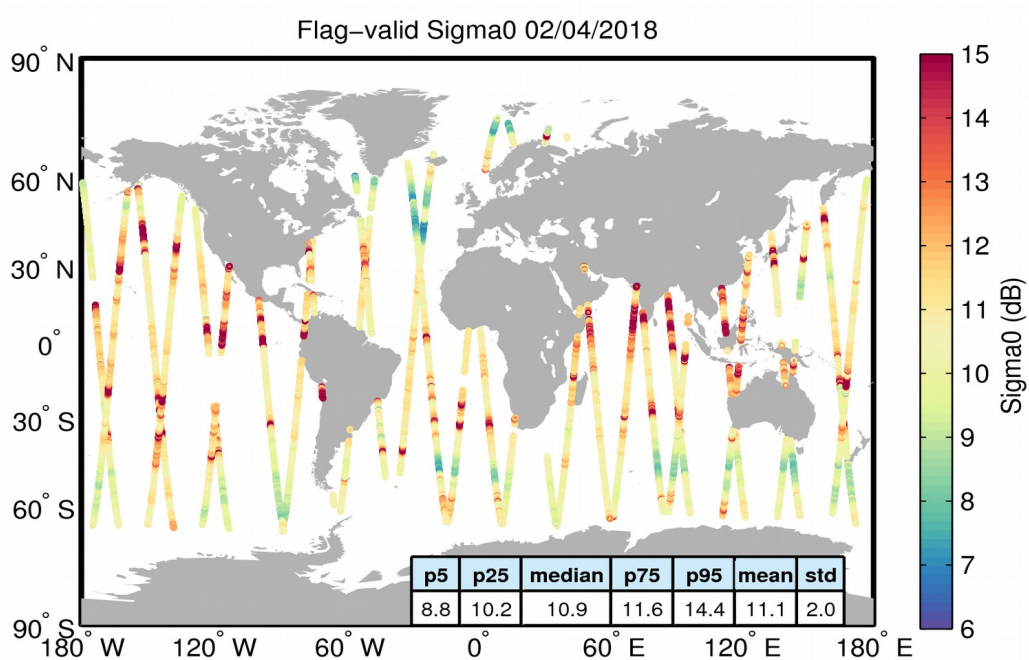 Flag−valid Sigma0 02/04/2018
90° N
60° N
30° N
0°
30° S
60° S
90° S
180° W
120° W
60° W
0°
60° E
120° E
180° E
p5 p25 median p75 p95 mean std
8.8 10.2 10.9 11.6 14.4 11.1 2.0
15
14
13
12
11
10
9
8
7
6
Sigma0 (dB)